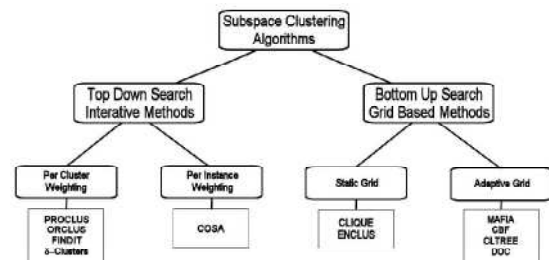 Subspace Clustering
Algorithms
Top Down Search
Interative Methods
Bottom Up Search
Grid Based Methods
Per Cluster
Weighting
Per Instance
Weighting
Static Grid
Adaptive Grid
PROCLUS
ORCLUS
FINDIT
δ-Clusters
COSA
CLIQUE
ENCLUS
MAFIA
CBF
CLTREE
DOC